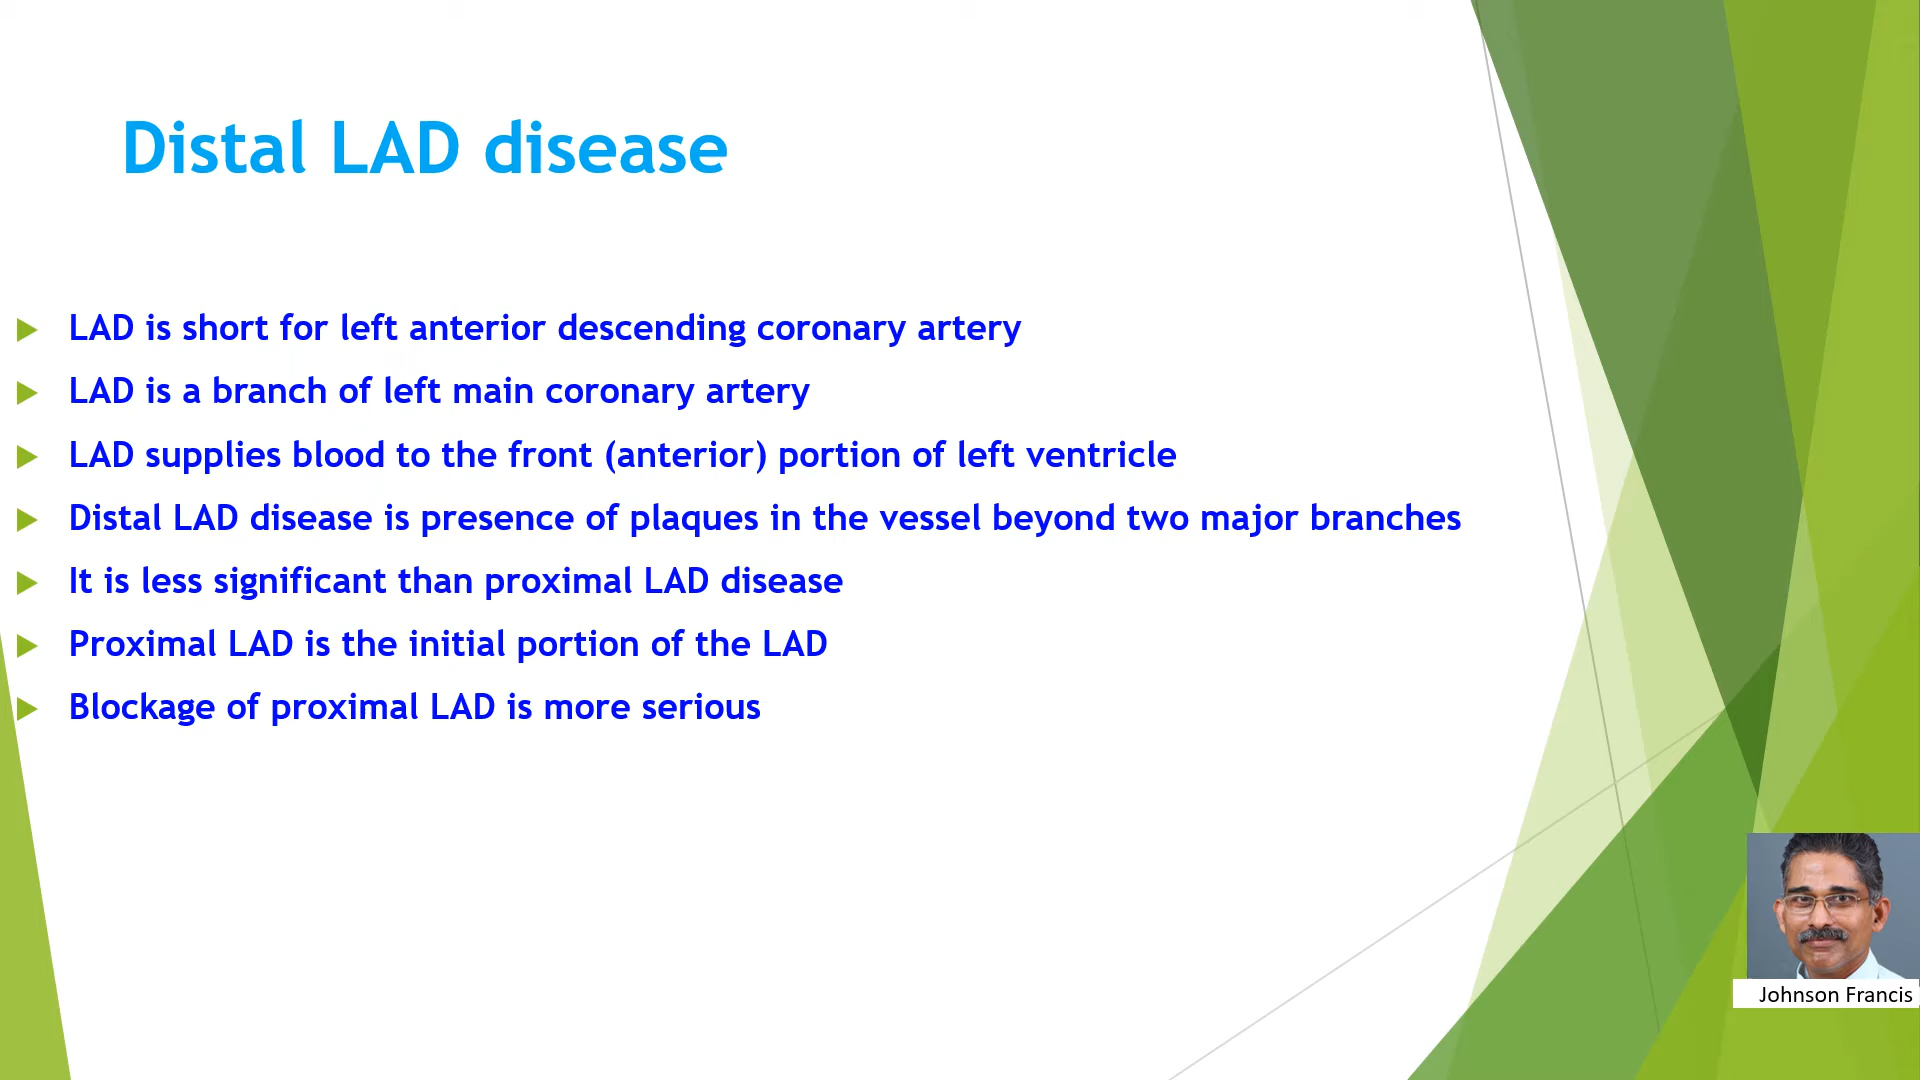 Distal LAD disease
LAD is short for left anterior descending coronary artery
LAD is a branch of left main coronary artery
LAD supplies blood to the front (anterior) portion of left ventricle
Distal LAD disease is presence of plaques in the vessel beyond two major branches
It is less significant than proximal LAD disease
Proximal LAD is the initial portion of the LAD
Blockage of proximal LAD is more serious
Johnson Francis